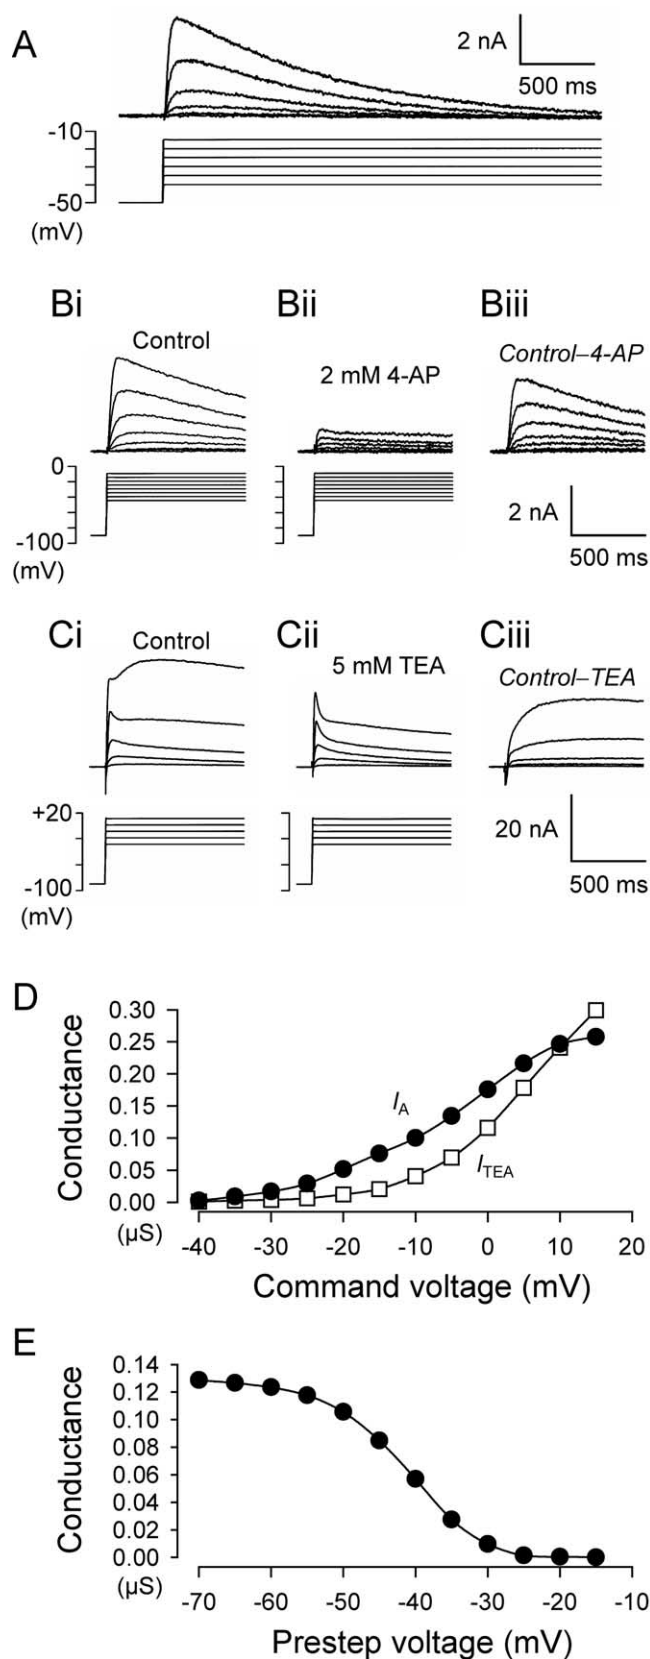 A
2 nA
500 ms
-10
-50
(mV)
Bi
Bii
Biii
Control
2 mM 4-AP
Control–4-AP
0
-100
(mV)
2 nA
500 ms
Ci
Cii
Ciii
Control
5 mM TEA
Control–TEA
+20
-100
(mV)
20 nA
500 ms
D
Conductance
(µS)
0.30
0.25
0.20
0.15
0.10
0.05
0.00
IA
ITEA
-40 -30 -20 -10 0 10 20
Command voltage (mV)
E
Conductance
(µS)
0.14
0.12
0.10
0.08
0.06
0.04
0.02
0.00
-70 -60 -50 -40 -30 -20 -10
Prestep voltage (mV)